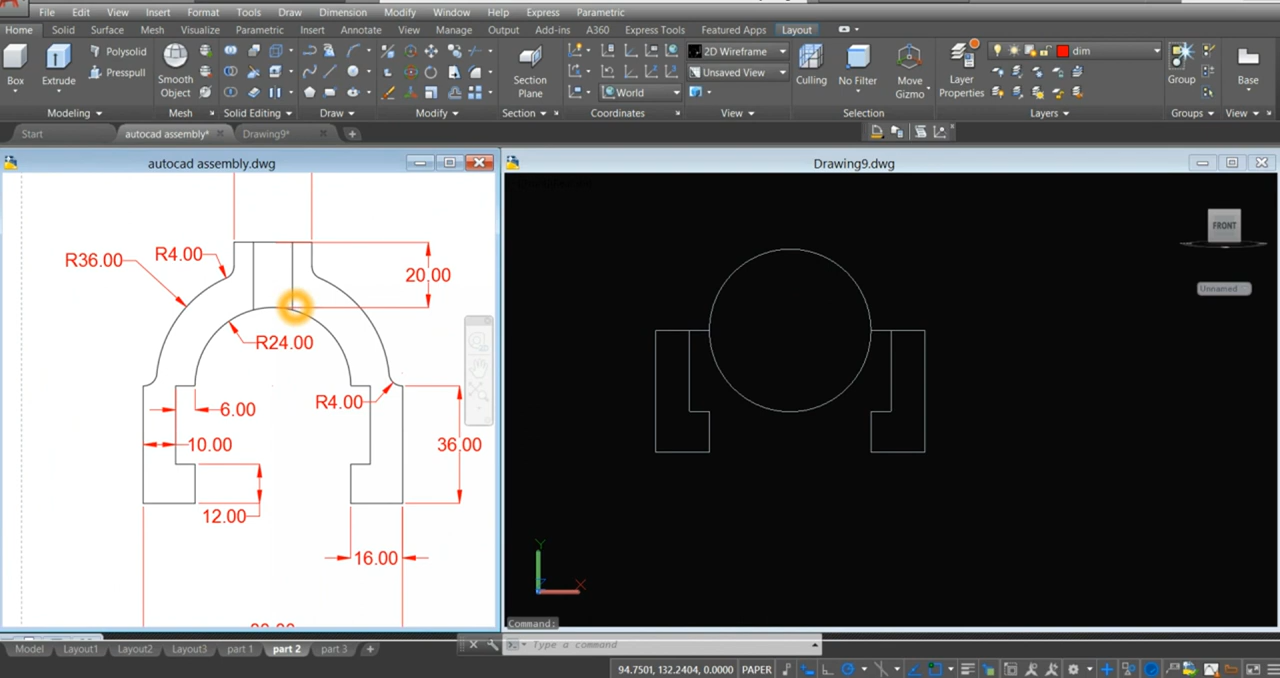 File Edit View Insert Format Tools Draw Dimension Modify Window Help Express Parametric
Home Solid Surface Mesh Visualize Parametric Insert Annotate View Manage Output Add-ins A360 Express Tools Featured Apps Layout
Box
Extrude
Polysolid
Presspull
Smooth Object
Section Plane
World
2D Wireframe
Unsaved View
Culling
No Filter
Move Gizmo
Layer Properties
dim
Group
Base
Modeling Mesh Solid Editing Draw Modify Section Coordinates View Selection Layers Groups View
Start autocad assembly* Drawing9*
autocad assembly.dwg
Drawing9.dwg
R36.00
R4.00
20.00
R24.00
R4.00
6.00
10.00
36.00
12.00
16.00
FRONT
Unnamed
Y
X
Command:
Type a command
Model Layout1 Layout2 Layout3 part 1 part 2 part 3
94.7501, 132.2404, 0.0000 PAPER